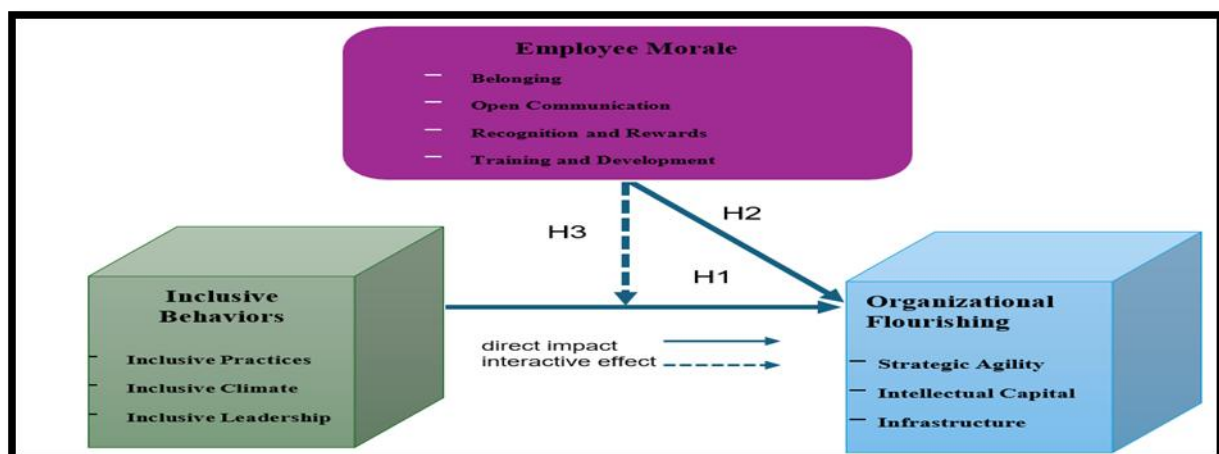 Employee Morale
— Belonging
— Open Communication
— Recognition and Rewards
— Training and Development
H3
H2
H1
Inclusive
Behaviors
- Inclusive Practices
- Inclusive Climate
- Inclusive Leadership
direct impact
interactive effect
Organizational
Flourishing
— Strategic Agility
— Intellectual Capital
— Infrastructure